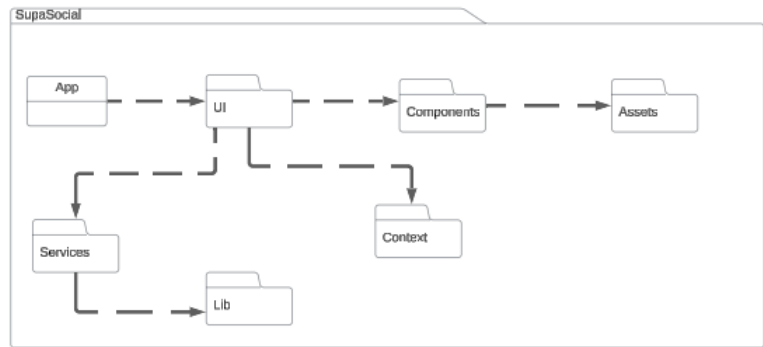 SupaSocial
App
UI
Components
Assets
Services
Context
Lib